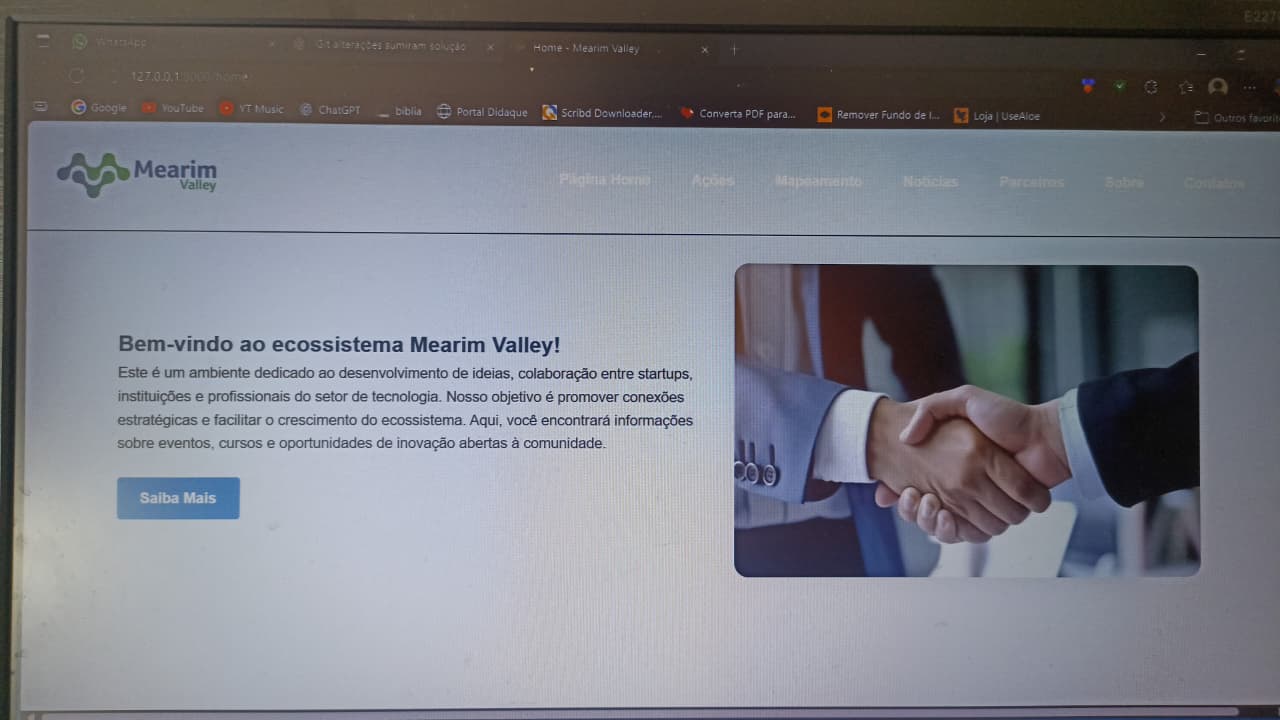 E227
WhatsApp
Git alterações sumiram solução
Home - Mearim Valley
127.0.0.1:5000/home
Google
YouTube
YT Music
ChatGPT
biblia
Portal Didaque
Scribd Downloader,...
Converta PDF para...
Remover Fundo de I...
Loja | UseAloe
Outros favorit
Mearim
Valley
Página Home
Ações
Mapeamento
Notícias
Parceiros
Sobre
Contatos
Bem-vindo ao ecossistema Mearim Valley!
Este é um ambiente dedicado ao desenvolvimento de ideias, colaboração entre startups,
instituições e profissionais do setor de tecnologia. Nosso objetivo é promover conexões
estratégicas e facilitar o crescimento do ecossistema. Aqui, você encontrará informações
sobre eventos, cursos e oportunidades de inovação abertas à comunidade.
Saiba Mais